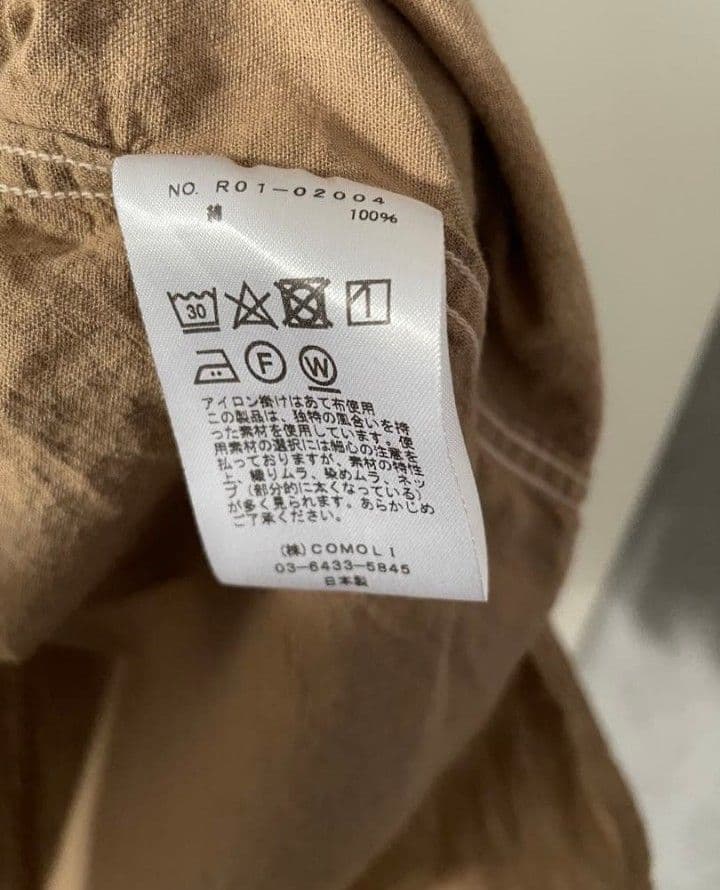 NO. R01-02004
綿 100%
30
F W
アイロン掛けはあて布使用
この製品は、独特の風合いを持
った素材を使用しています。使
用素材の選択には細心の注意を
払っておりますが、素材の特性
上、織りムラ、染めムラ、ネッ
プ(部分的に太くなっている)
が多く見られます。あらかじめ
ご了承ください。
(株)COMOLI
03-6433-5845
日本製